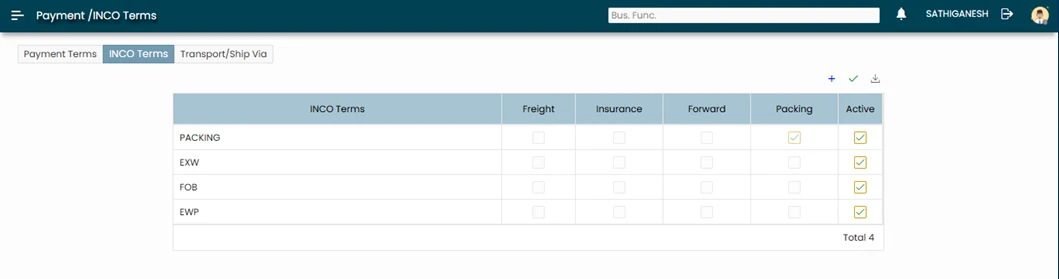 Payment /INCO Terms
Bus. Func.
SATHIGANESH
Payment Terms INCO Terms Transport/Ship Via
INCO Terms Freight Insurance Forward Packing Active
PACKING
EXW
FOB
EWP
Total 4